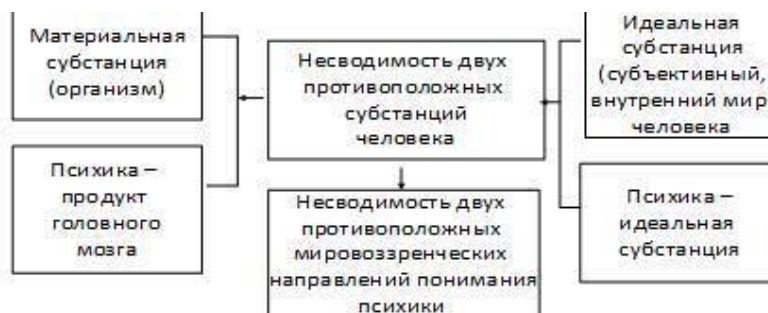 Материальная
субстанция
(организм)
Психика –
продукт
головного
мозга
Несводимость двух
противоположных
субстанций
человека
Несводимость двух
противоположных
мировоззренческих
направлений понимания
психики
Идеальная
субстанция
(субъективный,
внутренний мир
человека
Психика –
идеальная
субстанция